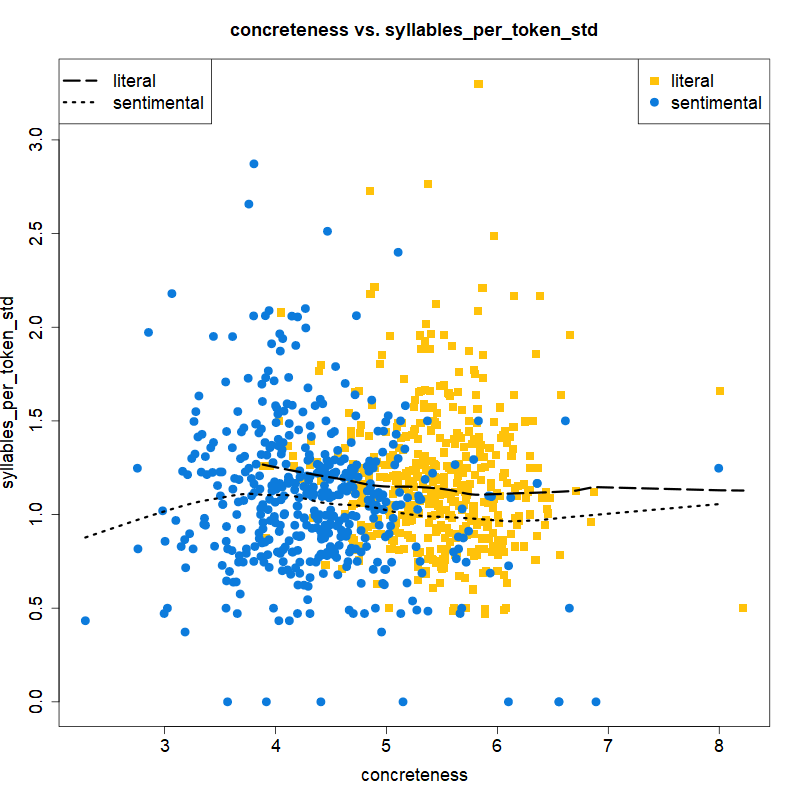 concreteness vs. syllables_per_token_std
literal
sentimental
literal
sentimental
syllables_per_token_std
3.0
2.5
2.0
1.5
1.0
0.5
0.0
3 4 5 6 7 8
concreteness